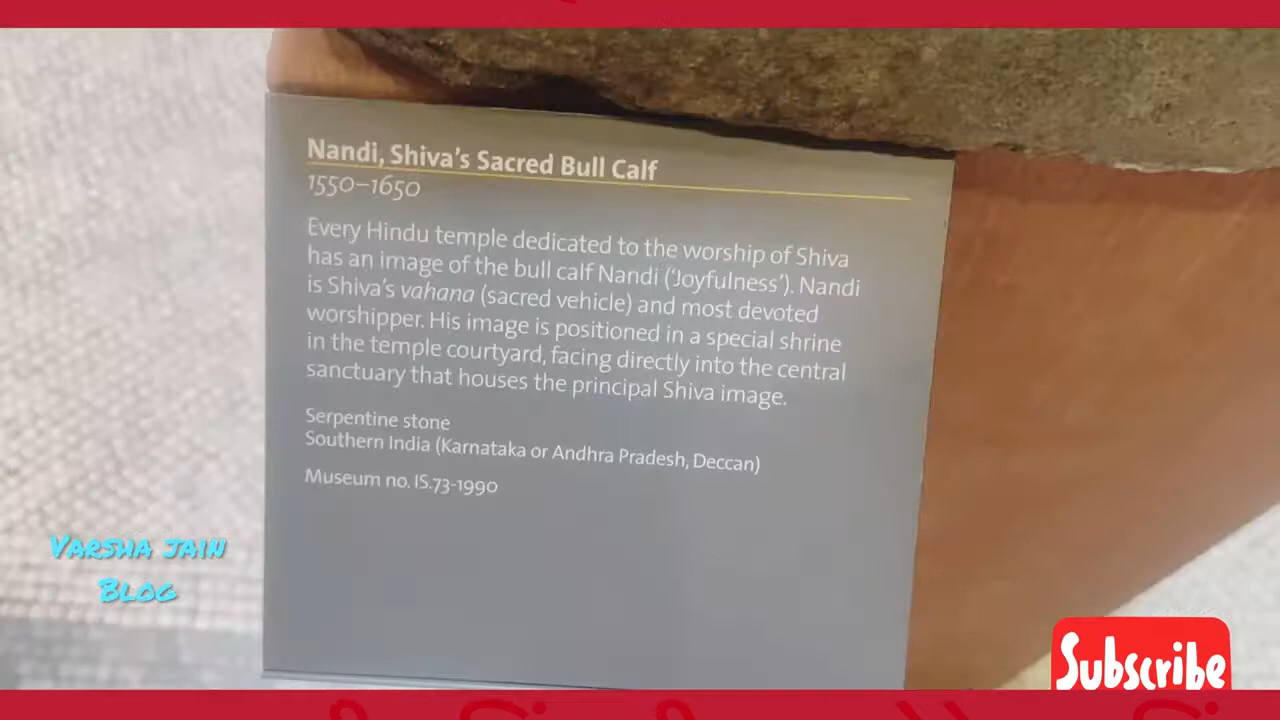 Nandi, Shiva's Sacred Bull Calf
1550–1650
Every Hindu temple dedicated to the worship of Shiva
has an image of the bull calf Nandi ('Joyfulness'). Nandi
is Shiva's vahana (sacred vehicle) and most devoted
worshipper. His image is positioned in a special shrine
in the temple courtyard, facing directly into the central
sanctuary that houses the principal Shiva image.
Serpentine stone
Southern India (Karnataka or Andhra Pradesh, Deccan)
Museum no. IS.73-1990
Varsha jain
Blog
Subscribe